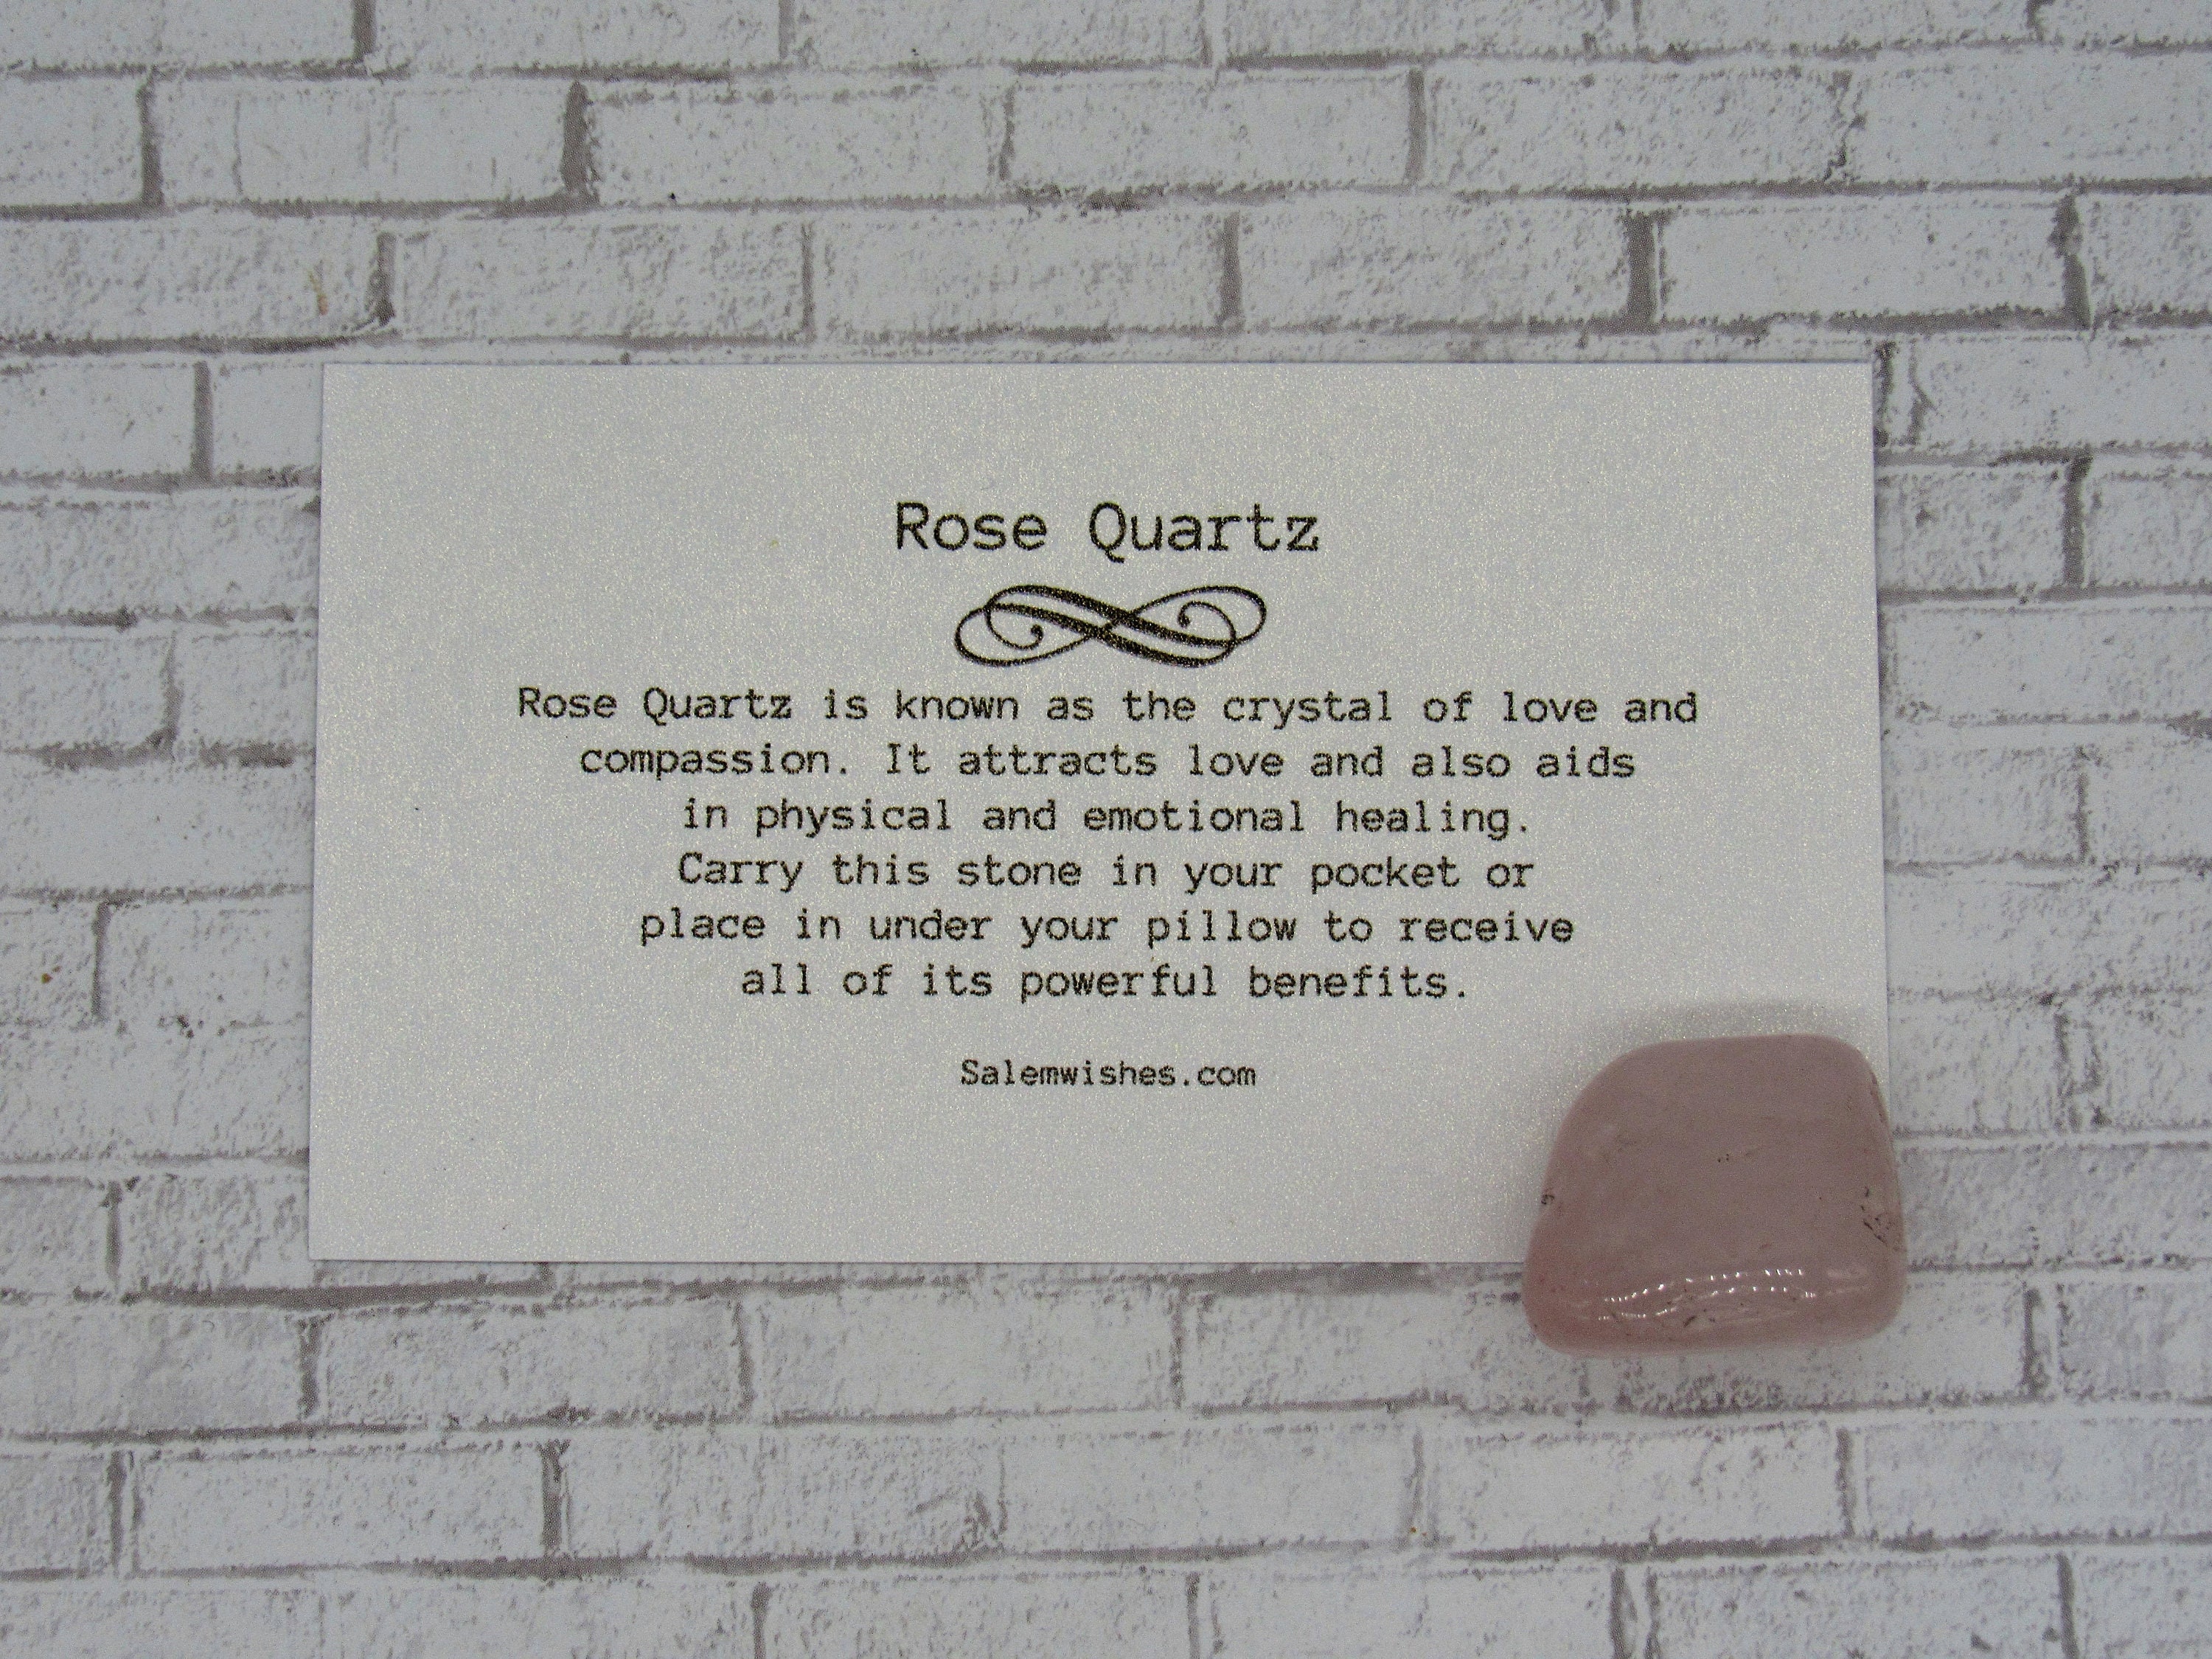 Rose Quartz
Rose Quartz is known as the crystal of love and
compassion. It attracts love and also aids
in physical and emotional healing.
Carry this stone in your pocket or
place in under your pillow to receive
all of its powerful benefits.
Salemwishes.com